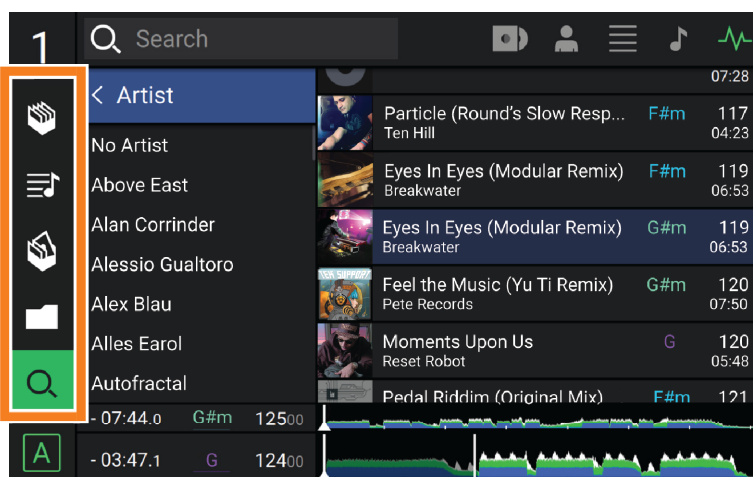 1
Search
< Artist
No Artist
Above East
Alan Corrinder
Alessio Gualtoro
Alex Blau
Alles Earol
Autofractal
07:28
Particle (Round's Slow Resp... F#m 117
Ten Hill 04:23
Eyes In Eyes (Modular Remix) F#m 119
Breakwater 06:53
Eyes In Eyes (Modular Remix) G#m 119
Breakwater 06:53
TEN SUPPORT
Feel the Music (Yu Ti Remix) G#m 120
Pete Records 07:50
Moments Upon Us G 120
Reset Robot 05:48
Pedal Riddim (Original Mix) F#m 121
- 07:44.0 G#m 12500
A
- 03:47.1 G 12400